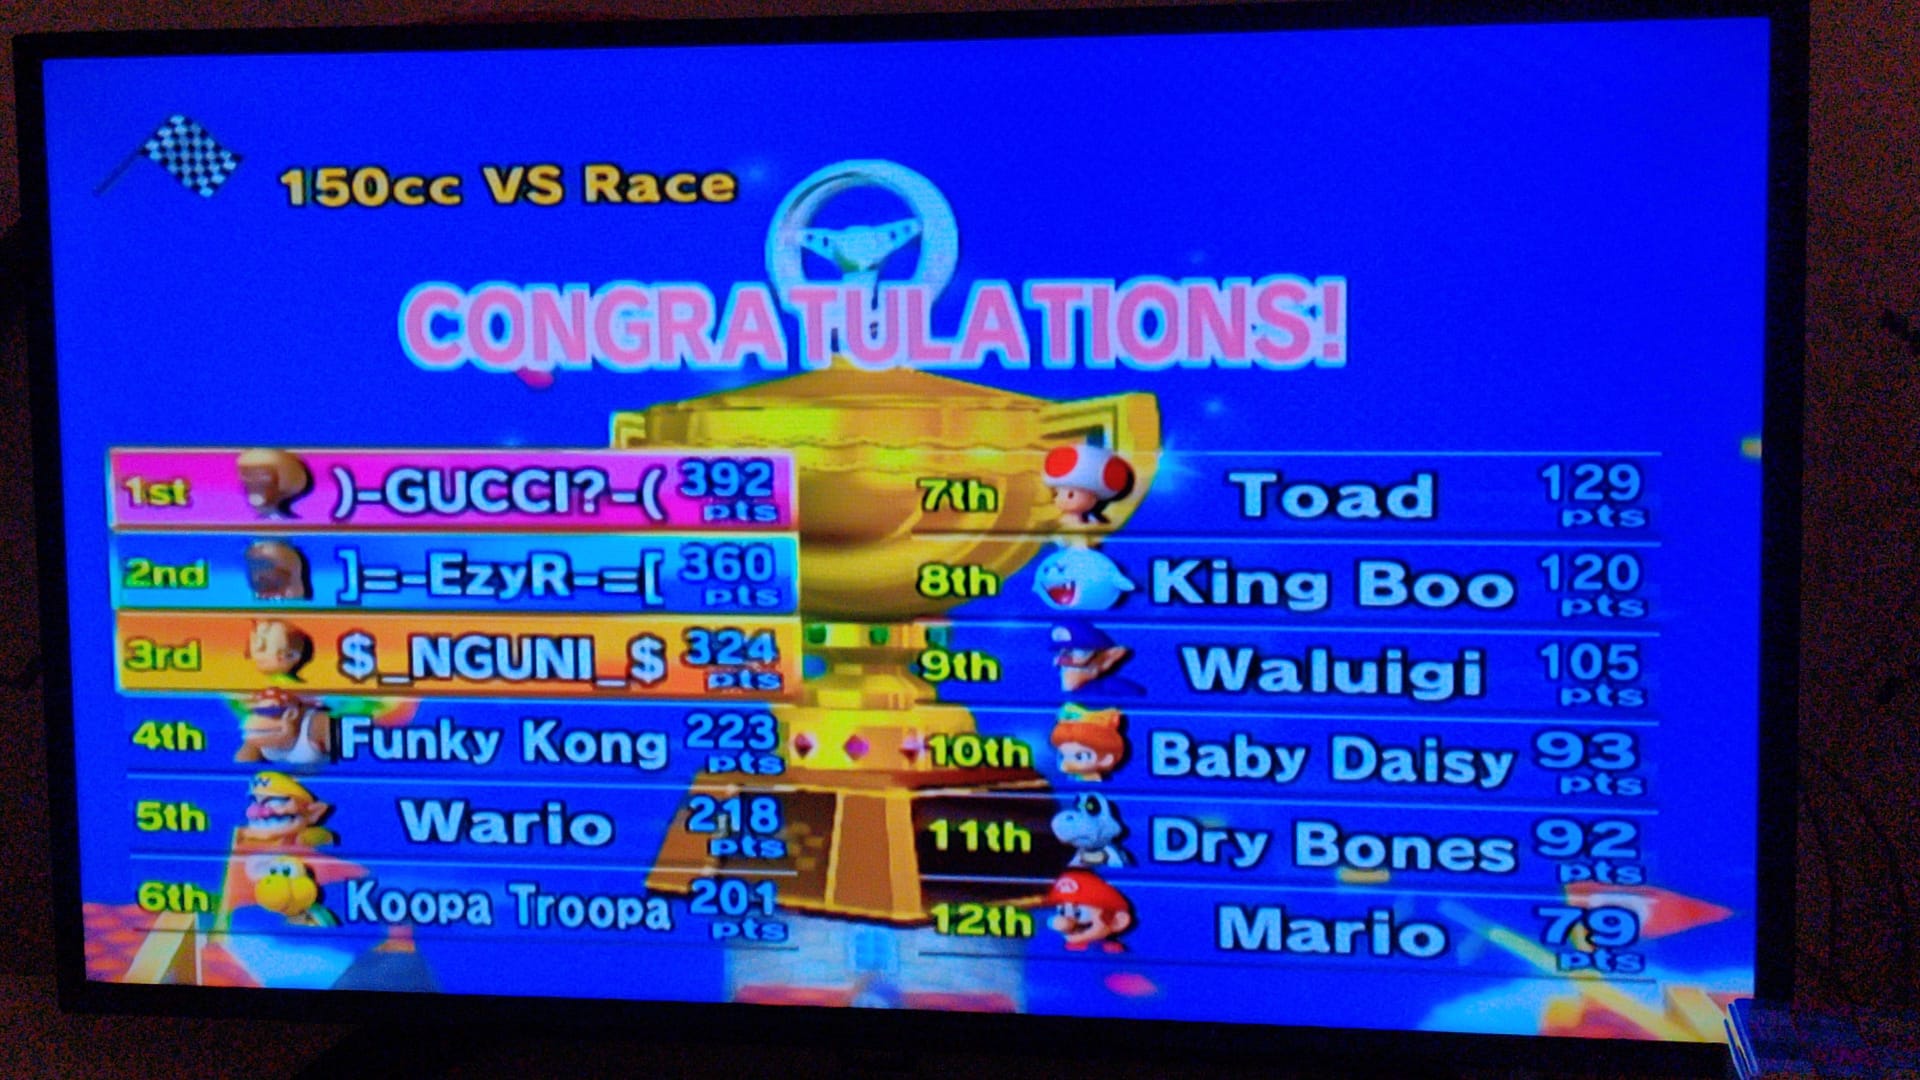 150cc VS Race
CONGRATULATIONS!
1st )-GUCCI?-( 392 pts
2nd ]=-EzyR-=[ 360 pts
3rd $_NGUNI_$ 324 pts
4th Funky Kong 223 pts
5th Wario 218 pts
6th Koopa Troopa 201 pts
7th Toad 129 pts
8th King Boo 120 pts
9th Waluigi 105 pts
10th Baby Daisy 93 pts
11th Dry Bones 92 pts
12th Mario 79 pts